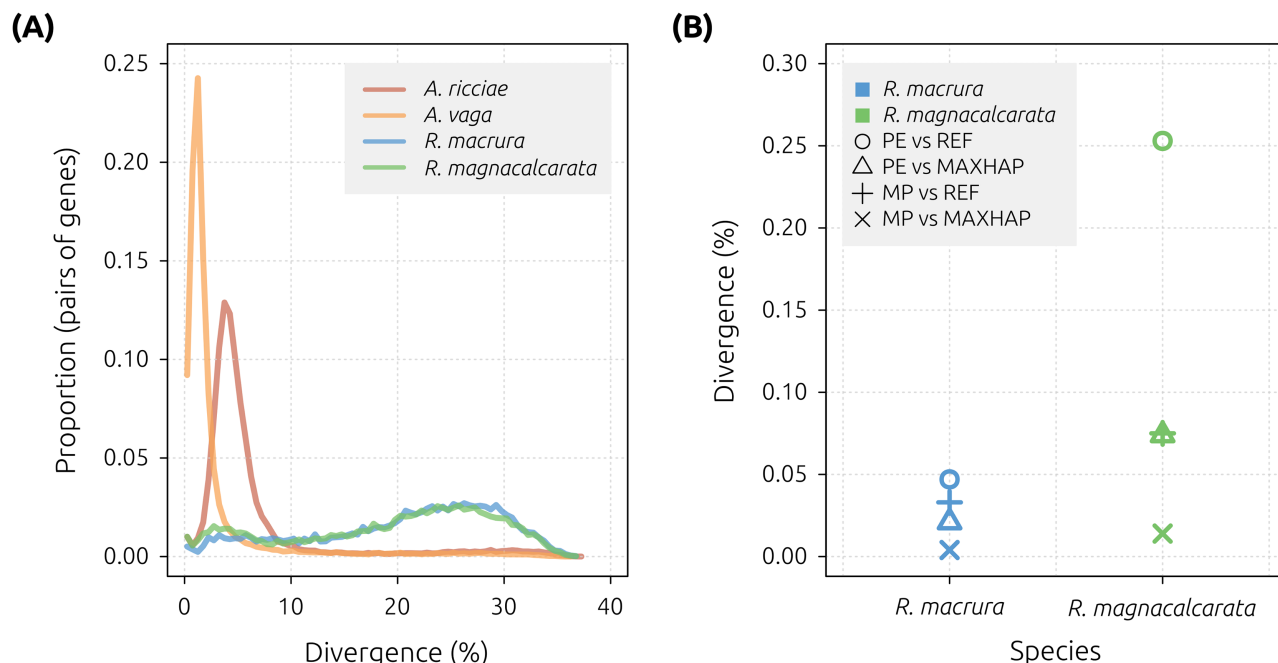 (A)
0.25
0.20
0.15
0.10
0.05
0.00
Proportion (pairs of genes)
A. ricciae
A. vaga
R. macrura
R. magnacalcarata
0
10
20
30
40
Divergence (%)
(B)
0.30
0.25
0.20
0.15
0.10
0.05
0.00
Divergence (%)
R. macrura
R. magnacalcarata
PE vs REF
PE vs MAXHAP
MP vs REF
MP vs MAXHAP
R. macrura
R. magnacalcarata
Species